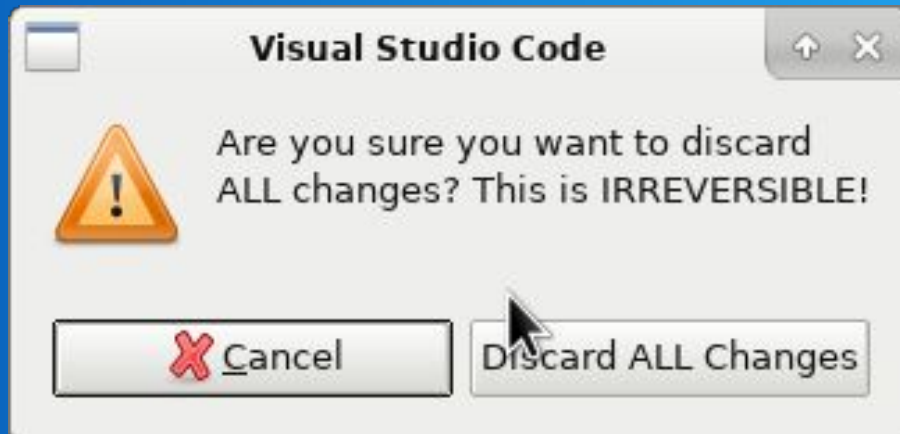 Visual Studio Code
Are you sure you want to discard
ALL changes? This is IRREVERSIBLE!
Cancel
Discard ALL Changes